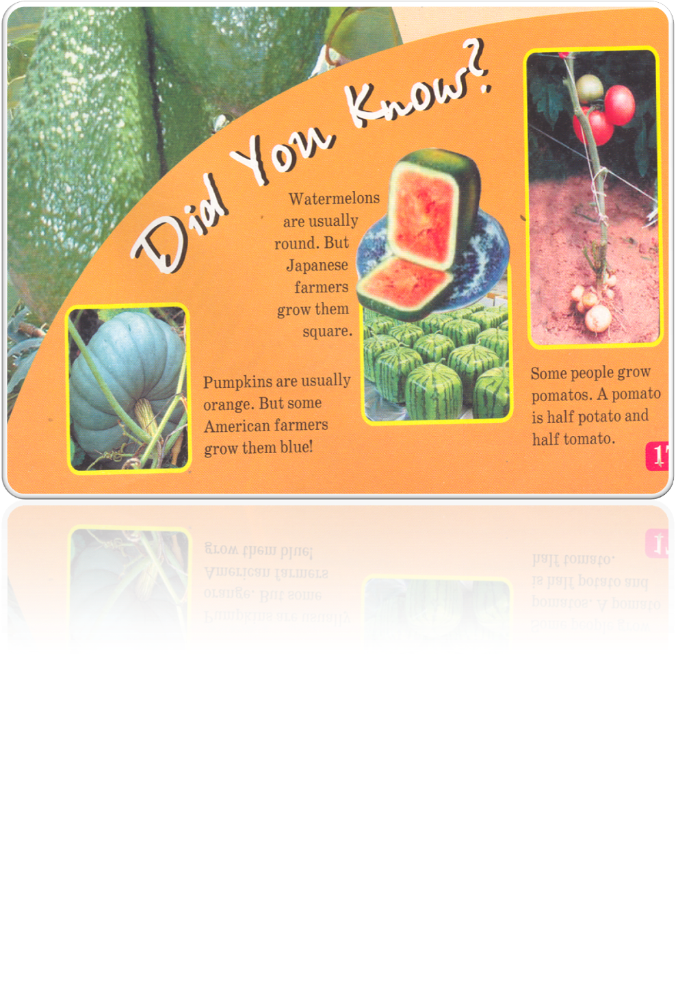 Did You Know?
Watermelons
are usually
round. But
Japanese
farmers
grow them
square.
Pumpkins are usually
orange. But some
American farmers
grow them blue!
Some people grow
pomatos. A pomato
is half potato and
half tomato.